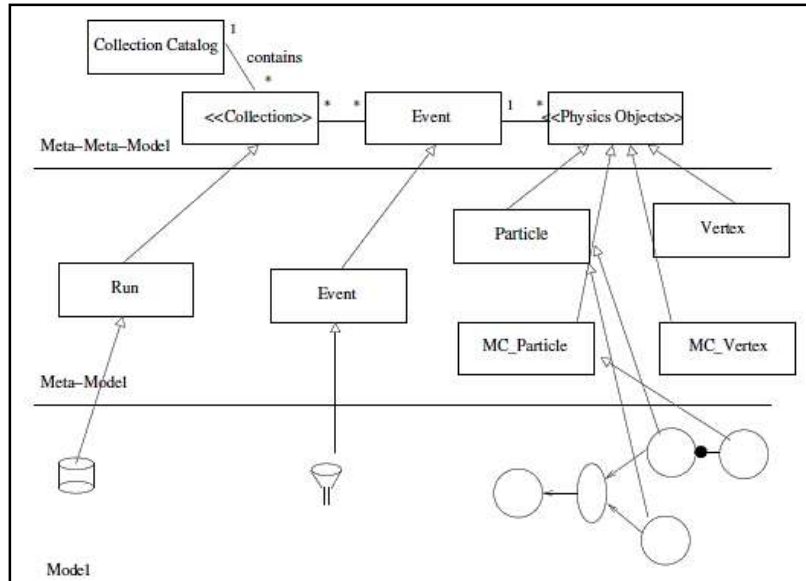 Collection Catalog
1
contains
*
<<Collection>>
*
*
Event
1
*
<<Physics Objects>>
Meta-Meta-Model
Particle
Vertex
Run
Event
MC_Particle
MC_Vertex
Meta-Model
Model